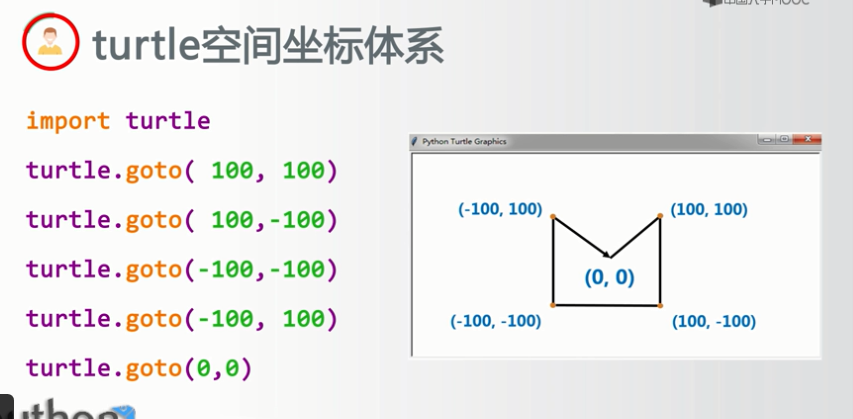 turtle空间坐标体系
import turtle
turtle.goto( 100, 100)
turtle.goto( 100,-100)
turtle.goto(-100,-100)
turtle.goto(-100, 100)
turtle.goto(0,0)
Python Turtle Graphics
(-100, 100)
(100, 100)
(0, 0)
(-100, -100)
(100, -100)